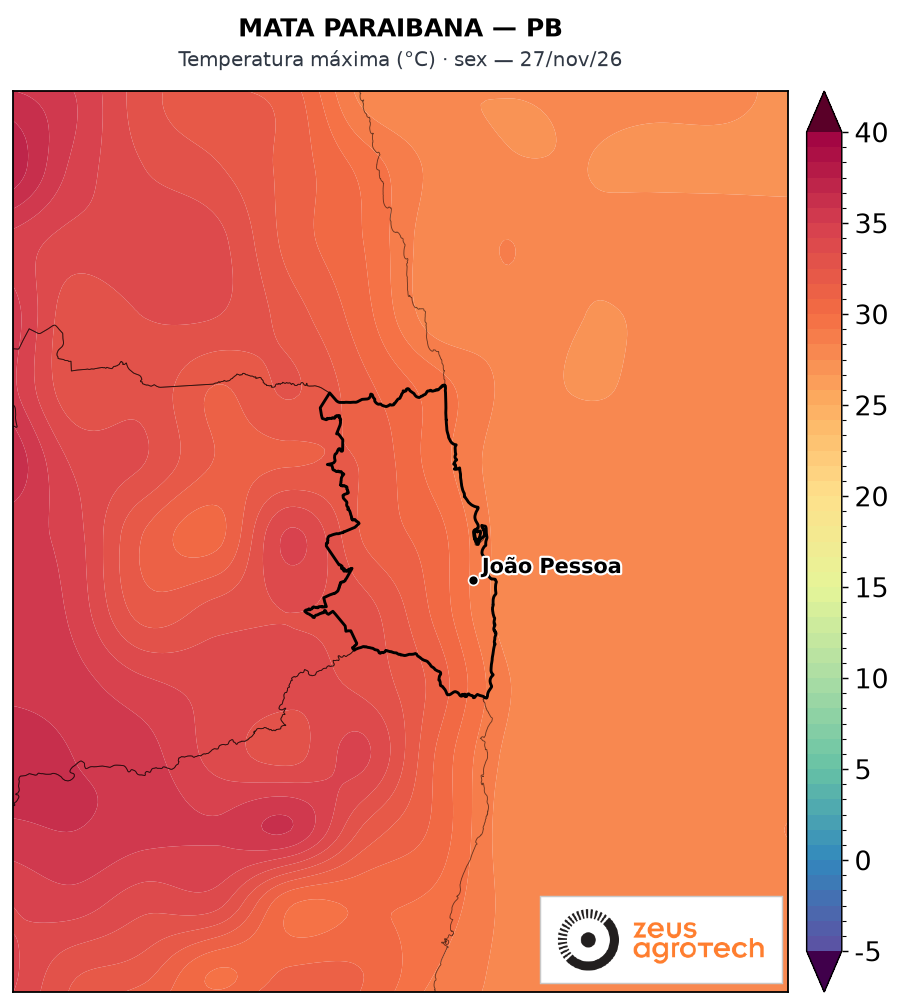 MATA PARAIBANA — PB
Temperatura máxima (°C) · sex — 27/nov/26
40
35
30
25
20
15
10
5
0
-5
João Pessoa
zeus
agrotech